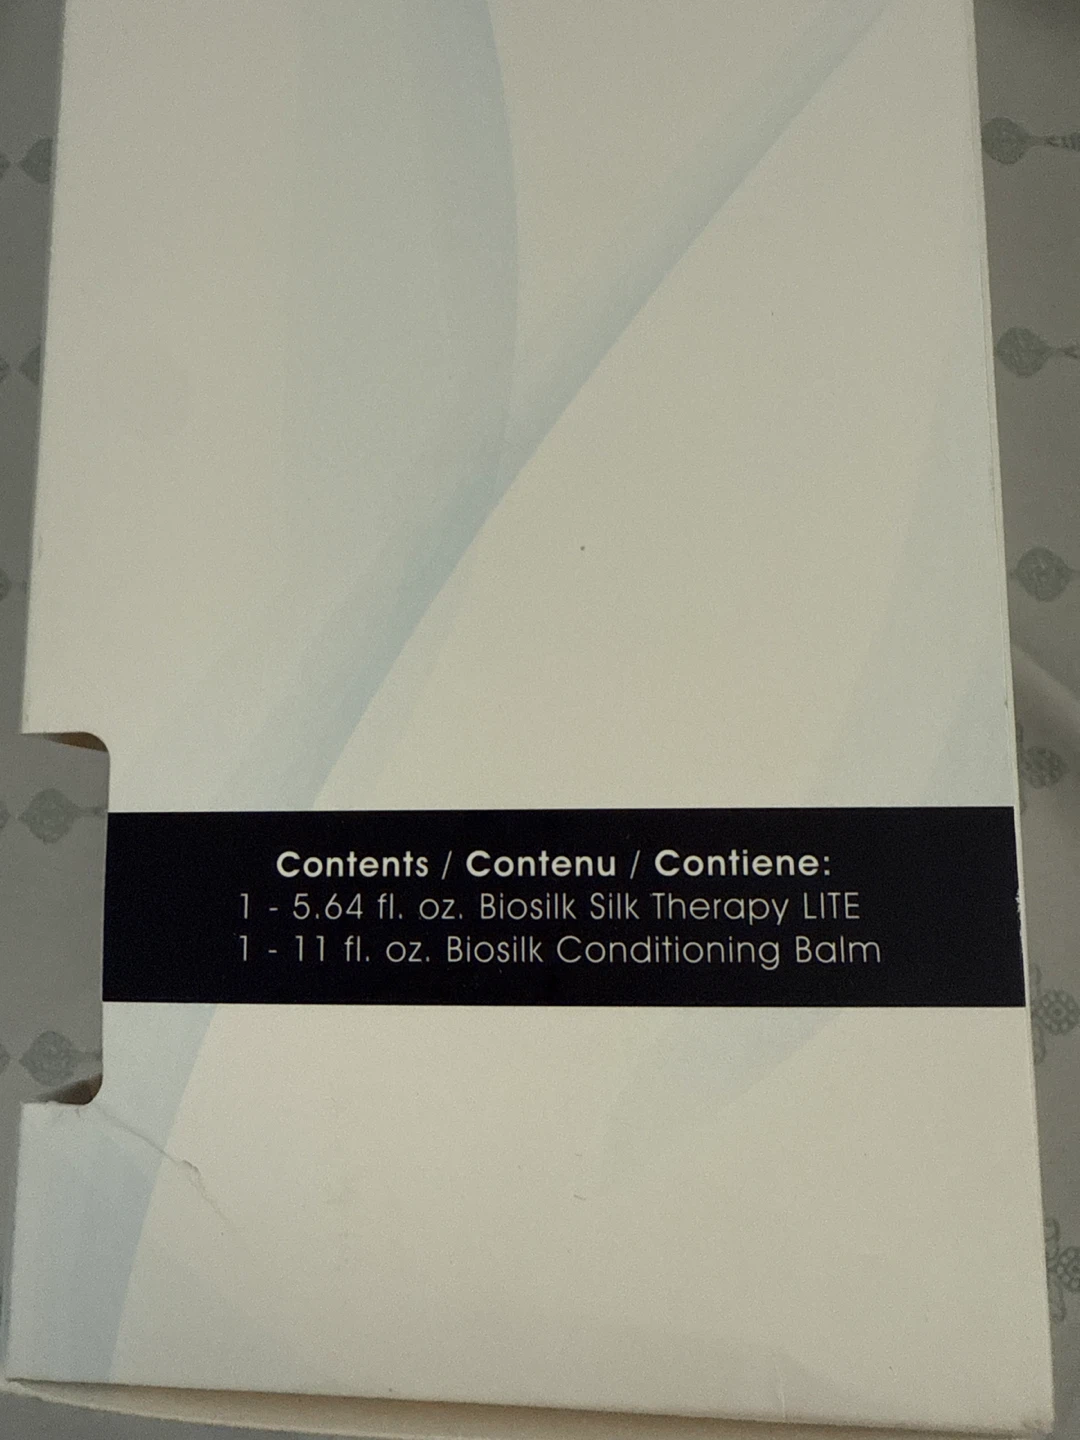 Contents / Contenu / Contiene:
1 - 5.64 fl. oz. Biosilk Silk Therapy LITE
1 - 11 fl. oz. Biosilk Conditioning Balm